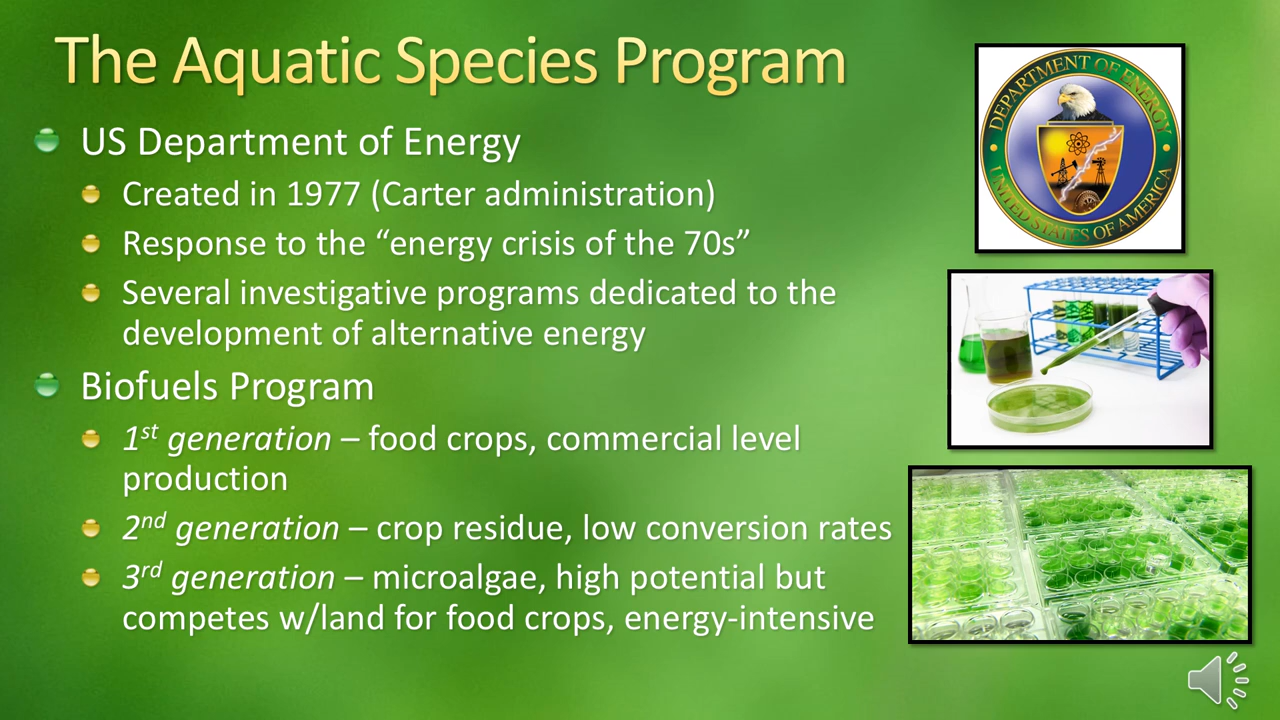 The Aquatic Species Program
US Department of Energy
Created in 1977 (Carter administration)
Response to the “energy crisis of the 70s”
Several investigative programs dedicated to the
development of alternative energy
Biofuels Program
1st generation – food crops, commercial level
production
2nd generation – crop residue, low conversion rates
3rd generation – microalgae, high potential but
competes w/land for food crops, energy-intensive
DEPARTMENT OF ENERGY
UNITED STATES OF AMERICA